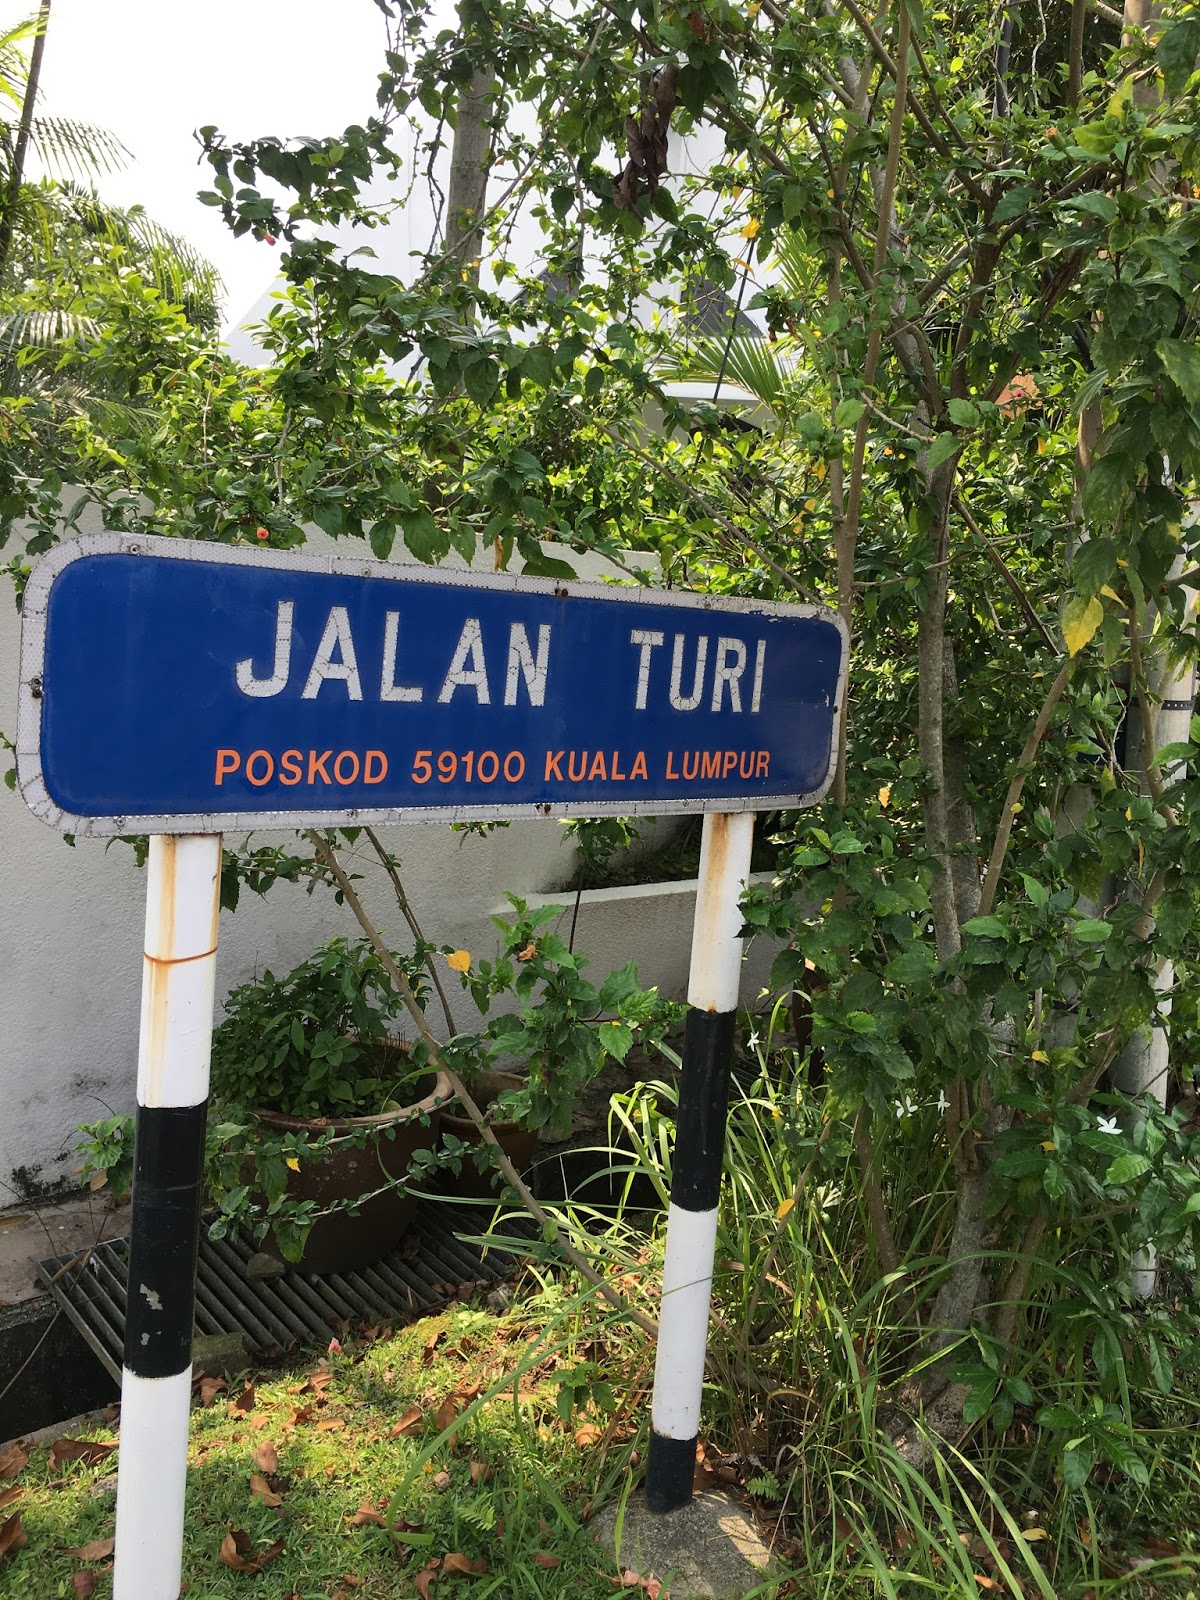 JALAN TURI
POSKOD 59100 KUALA LUMPUR